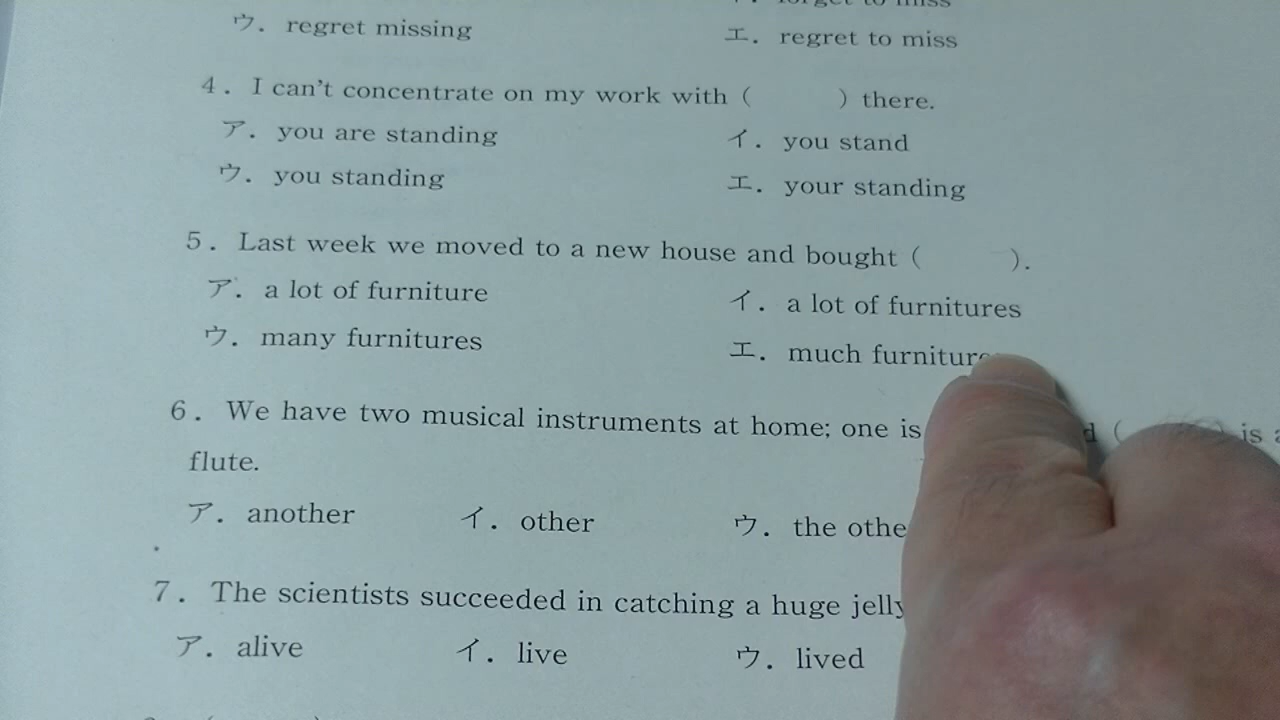 ウ． regret missing
エ． regret to miss
4． I can't concentrate on my work with (　　　) there.
ア． you are standing
イ． you stand
ウ． you standing
エ． your standing
5． Last week we moved to a new house and bought (　　　).
ア． a lot of furniture
イ． a lot of furnitures
ウ． many furnitures
エ． much
6． We have two musical instruments at home; one is (　　　) is
flute.
ア． another
イ． other
ウ． the
7． The scientists succeeded in catching a huge
ア． alive
イ． live
ウ． lived